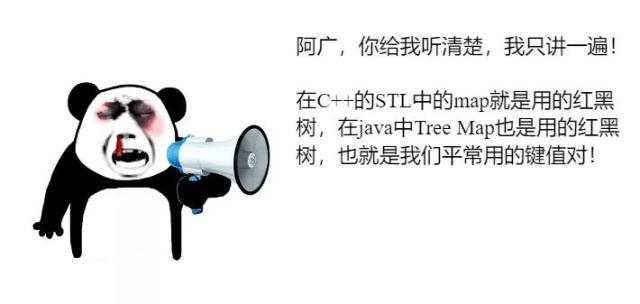 阿广，你给我听清楚，我只讲一遍！
在C++的STL中的map就是用的红黑
树，在java中Tree Map也是用的红黑
树，也就是我们平常用的键值对！